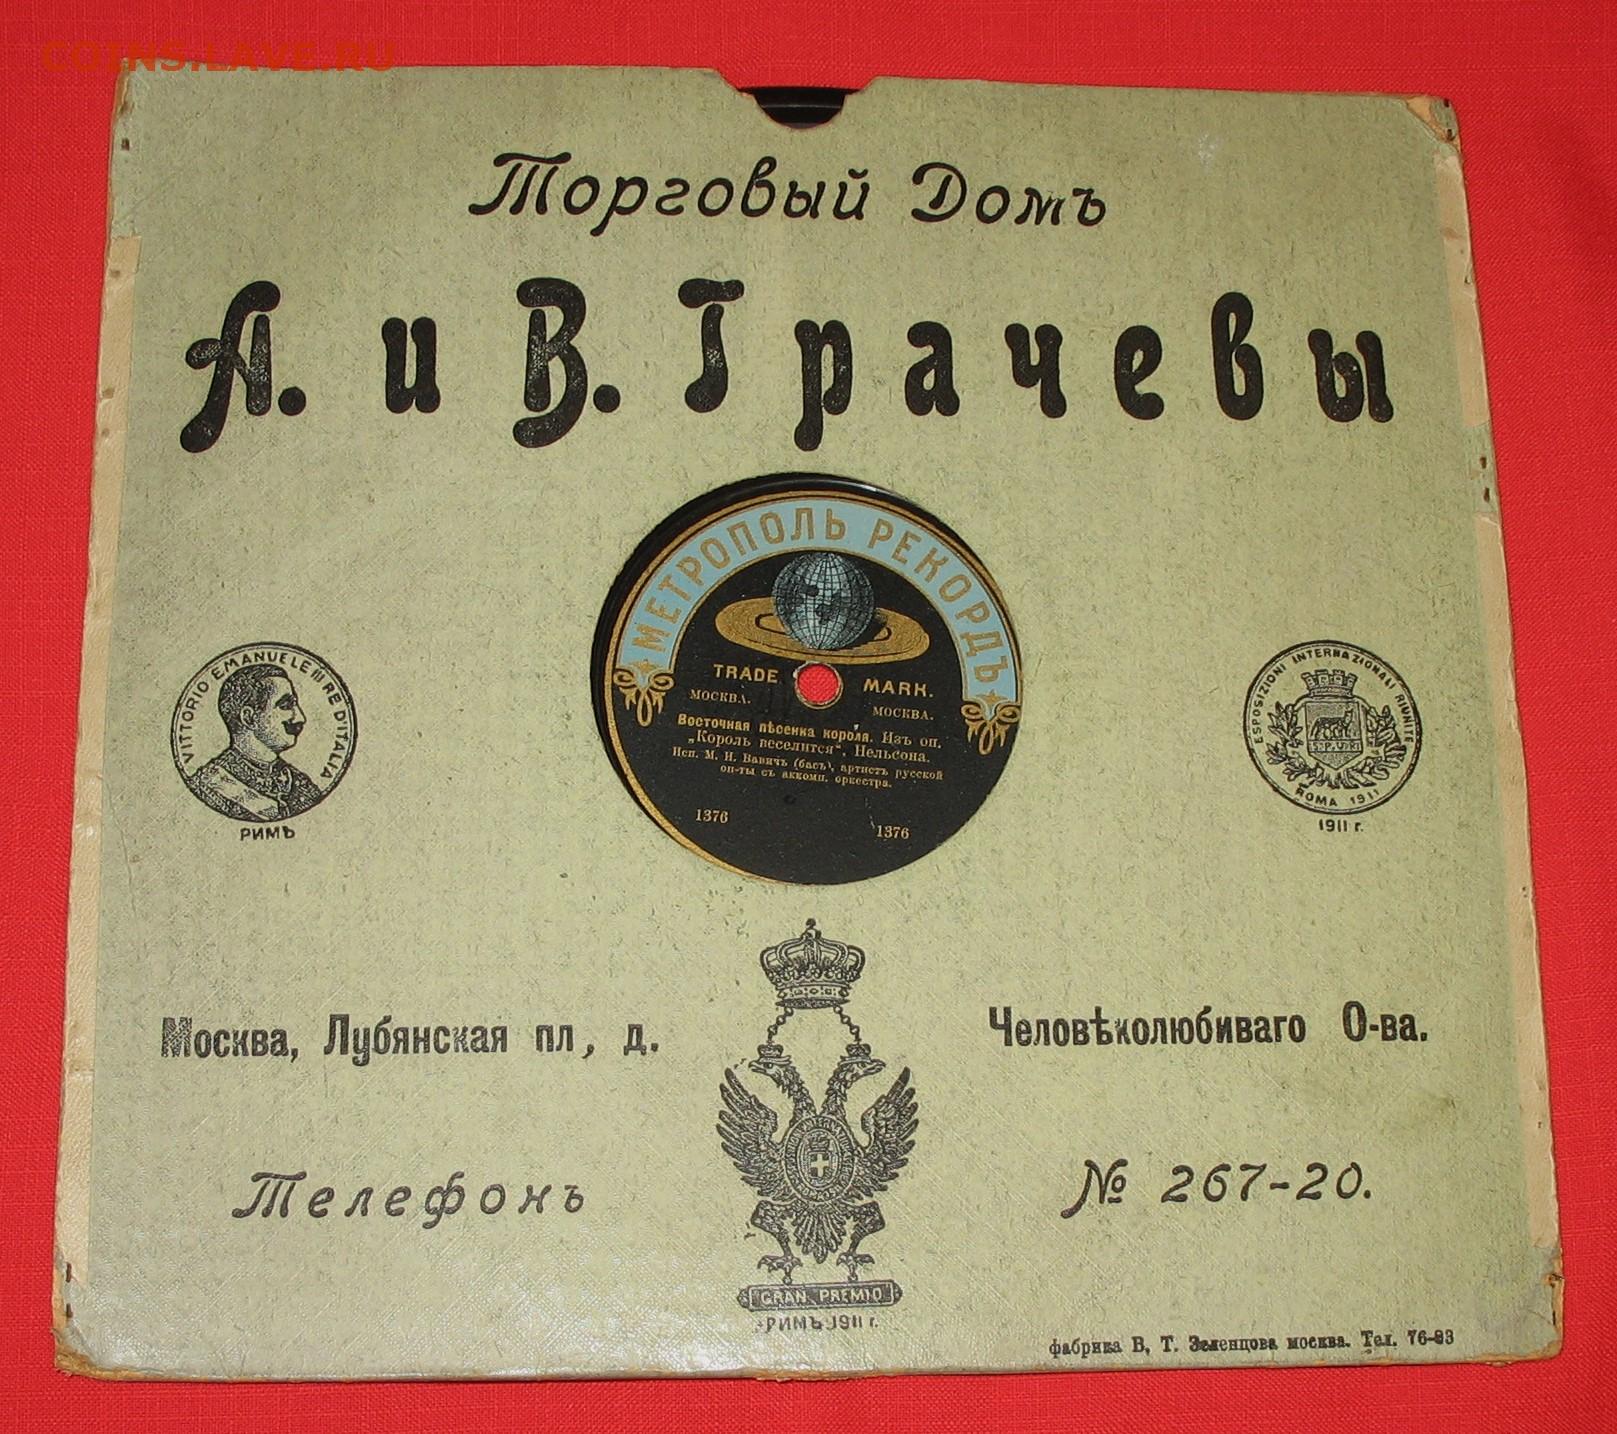 COINS.LAVE.RU
Торговый Домъ
А. и В. Грачевы
МЕТРОПОЛЬ РЕКОРДЪ
TRADE MARK.
МОСКВА. МОСКВА.
Восточная пѣсенка короля. Изъ оп.
„Король веселится“, Нельсона.
Исп. М. И. Вавичъ (басъ), артистъ русской
оп-ты съ аккомп. оркестра.
1376 1376
VITTORIO EMANUELE III RE D'ITALIA
РИМЪ
ESPOSIZIONI INTERNAZIONALI RIUNITE
S.P.Q.R.
ROMA 1911
1911 г.
Москва, Лубянская пл, д. Человѣколюбиваго О-ва.
Телефонъ № 267-20.
GRAN PREMIO
РИМЪ 1911 г.
фабрика В. Т. Зеленцова москва. Тел. 76-93